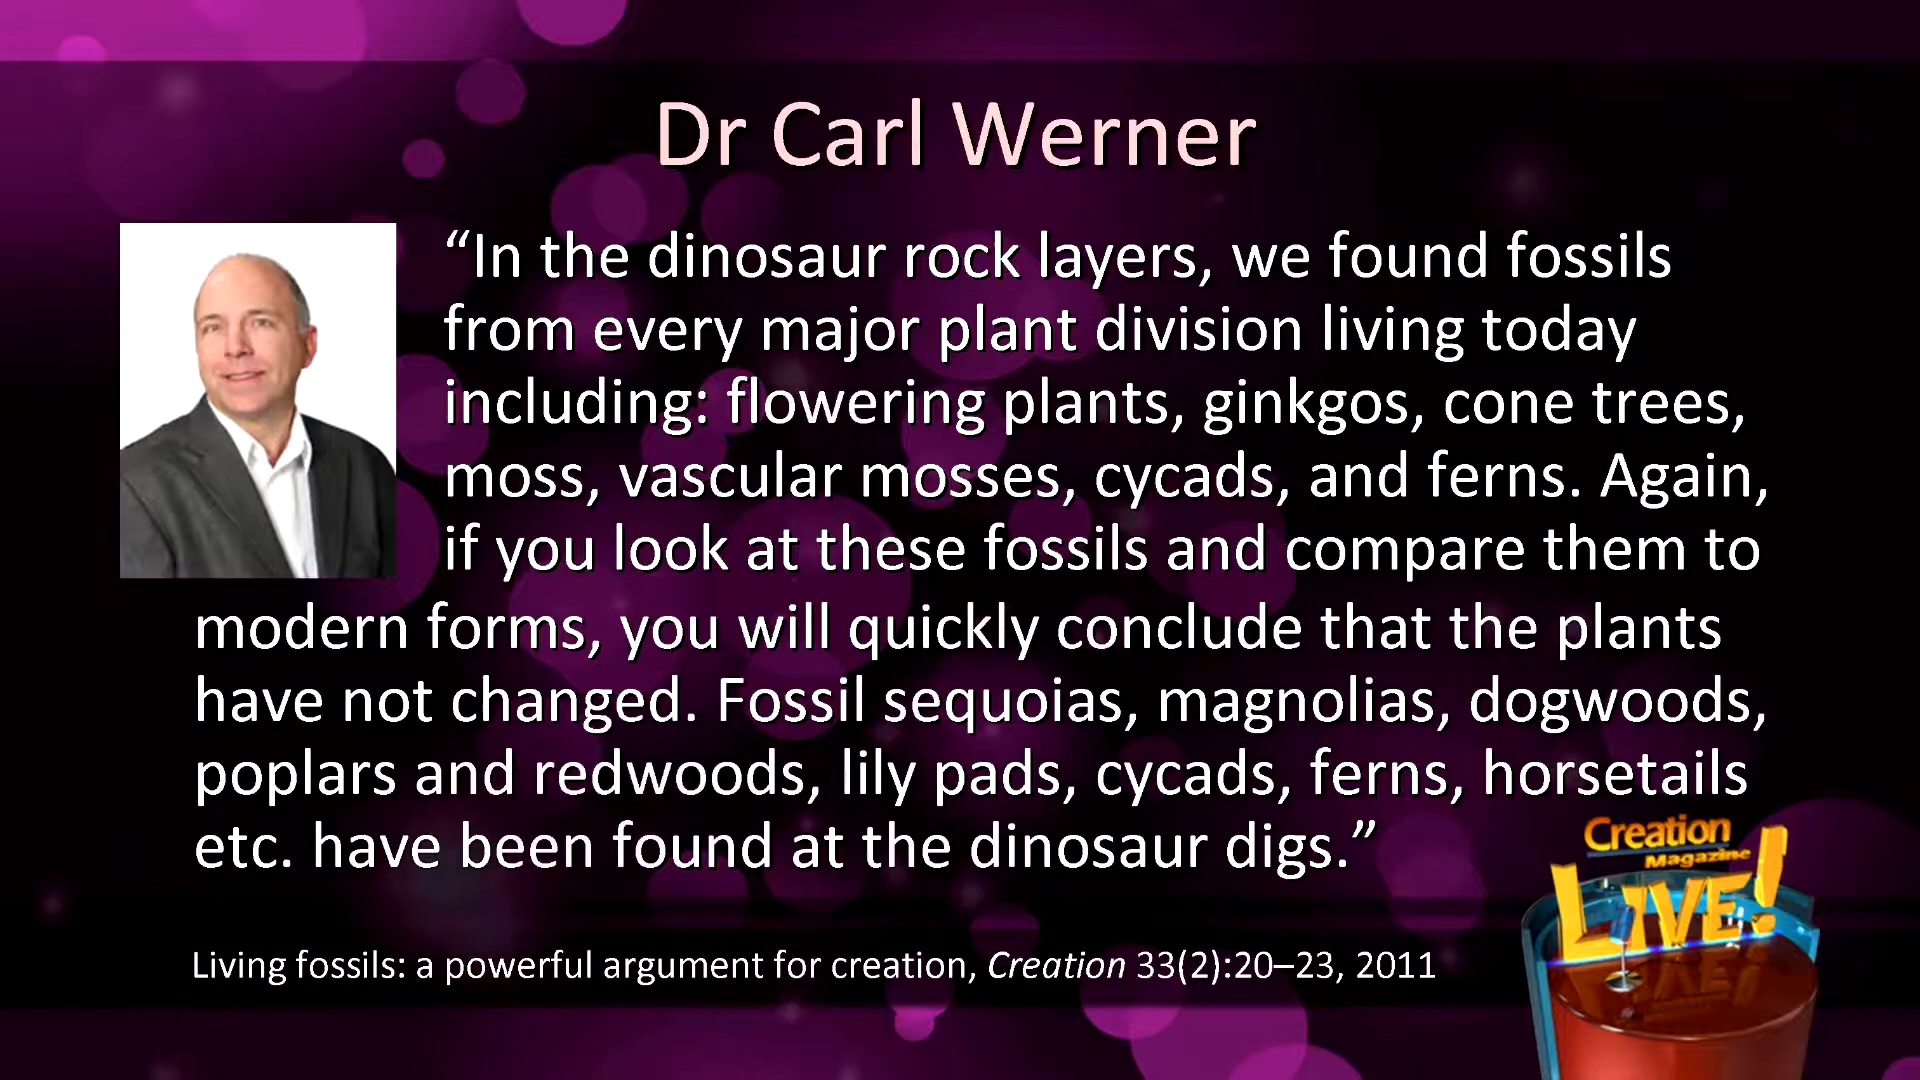 Dr Carl Werner
“In the dinosaur rock layers, we found fossils
from every major plant division living today
including: flowering plants, ginkgos, cone trees,
moss, vascular mosses, cycads, and ferns. Again,
if you look at these fossils and compare them to
modern forms, you will quickly conclude that the plants
have not changed. Fossil sequoias, magnolias, dogwoods,
poplars and redwoods, lily pads, cycads, ferns, horsetails
etc. have been found at the dinosaur digs.”
Creation
Magazine
LIVE!
Living fossils: a powerful argument for creation, Creation 33(2):20–23, 2011